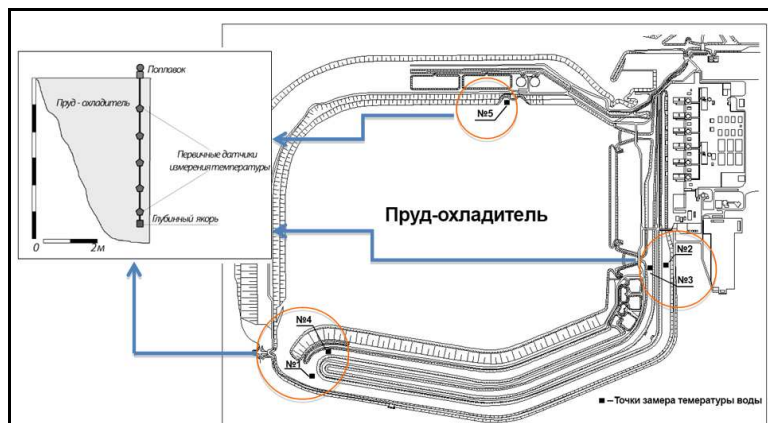 Поплавок
Пруд - охладитель
Первичные датчики
измерения температуры
Глубинный якорь
0 2м
№5
Пруд-охладитель
№2
№3
№4
№1
■ – Точки замера темературы воды